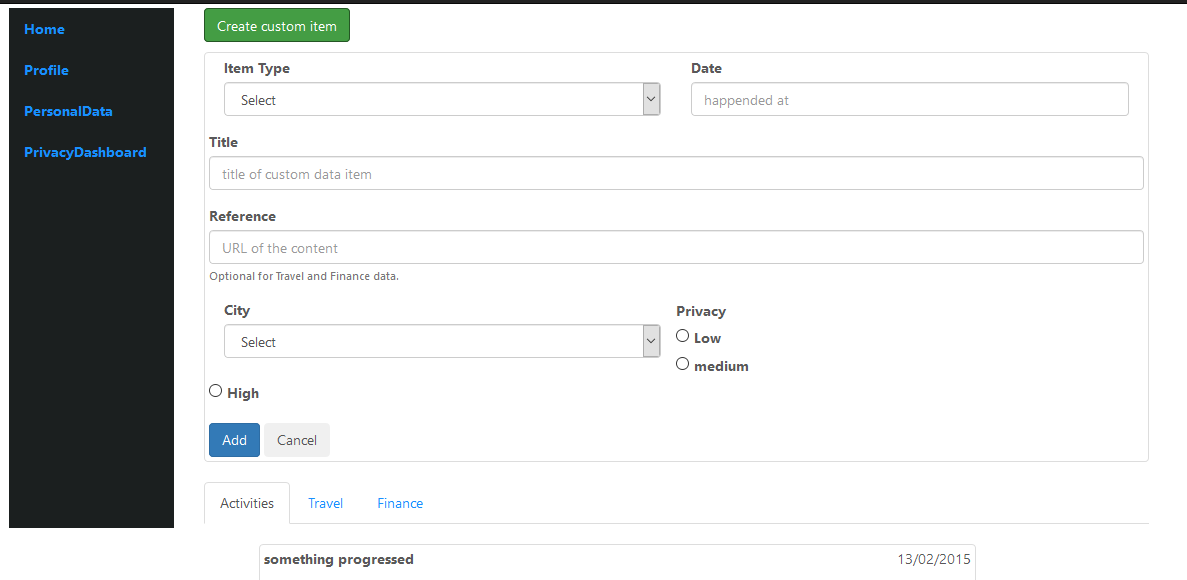 Home
Profile
PersonalData
PrivacyDashboard
Create custom item
Item Type
Select
Date
happended at
Title
title of custom data item
Reference
URL of the content
Optional for Travel and Finance data.
City
Select
Privacy
Low
medium
High
Add Cancel
Activities Travel Finance
something progressed 13/02/2015